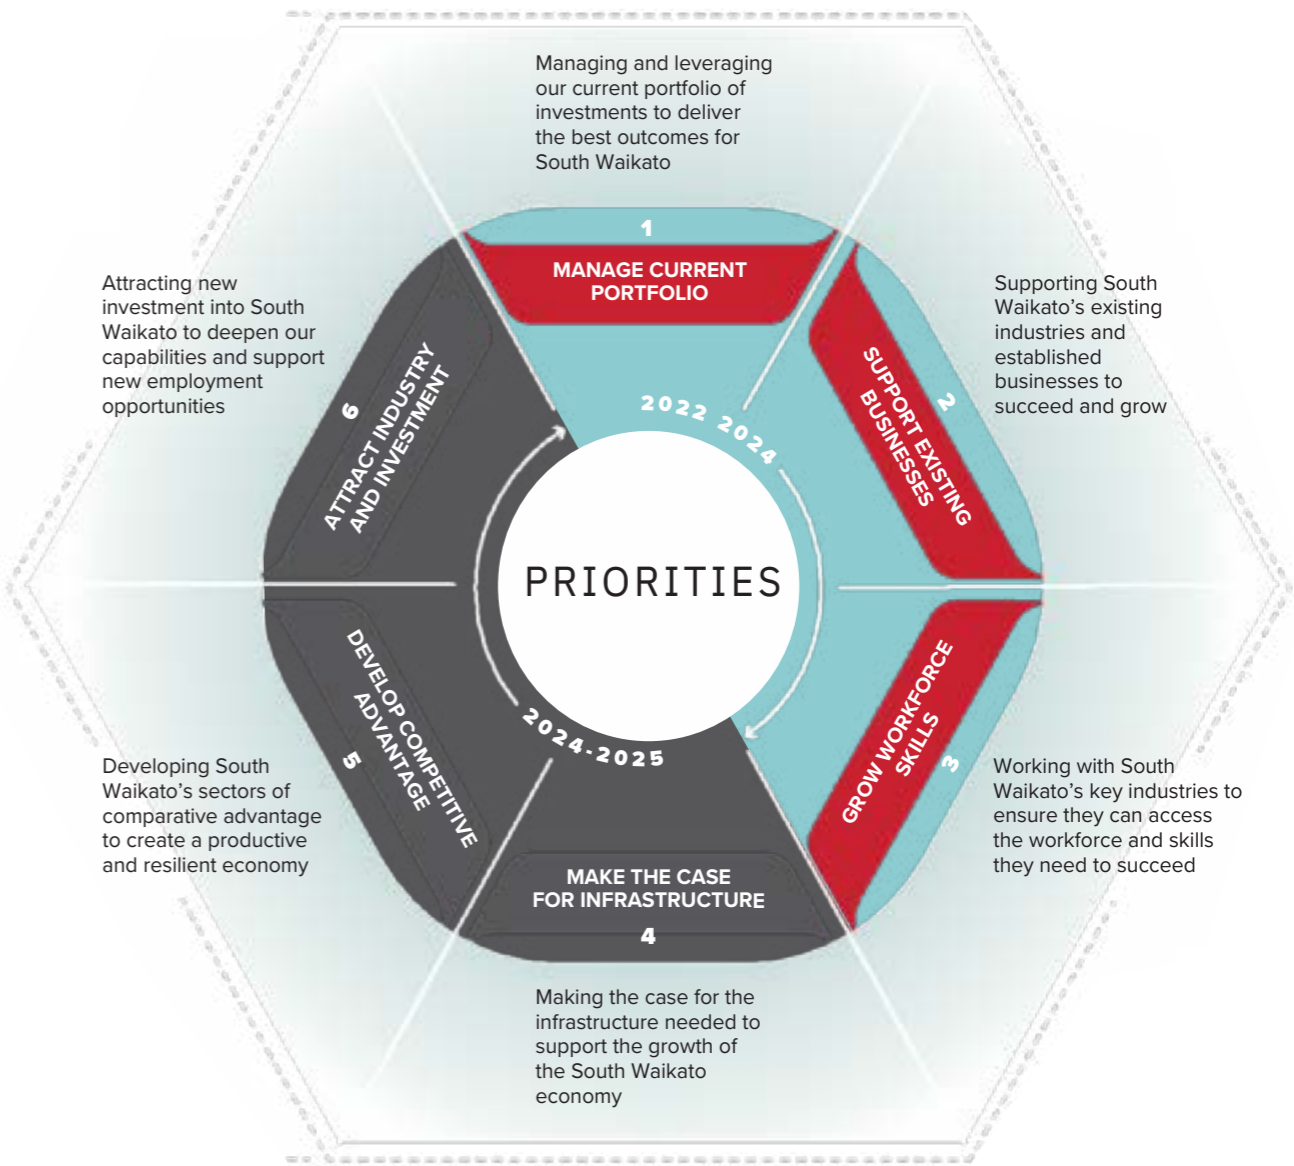 Managing and leveraging
our current portfolio of
investments to deliver
the best outcomes for
South Waikato
1
MANAGE CURRENT
PORTFOLIO
Supporting South
Waikato's existing
industries and
established
businesses to
succeed and grow
2
SUPPORT EXISTING
BUSINESSES
2022 2024
PRIORITIES
GROW WORKFORCE
SKILLS
3
Working with South
Waikato's key industries to
ensure they can access
the workforce and skills
they need to succeed
2024-2025
MAKE THE CASE
FOR INFRASTRUCTURE
4
Making the case for the
infrastructure needed to
support the growth of
the South Waikato
economy
DEVELOP COMPETITIVE
ADVANTAGE
5
Developing South
Waikato's sectors of
comparative advantage
to create a productive
and resilient economy
6
ATTRACT INDUSTRY
AND INVESTMENT
Attracting new
investment into South
Waikato to deepen our
capabilities and support
new employment
opportunities